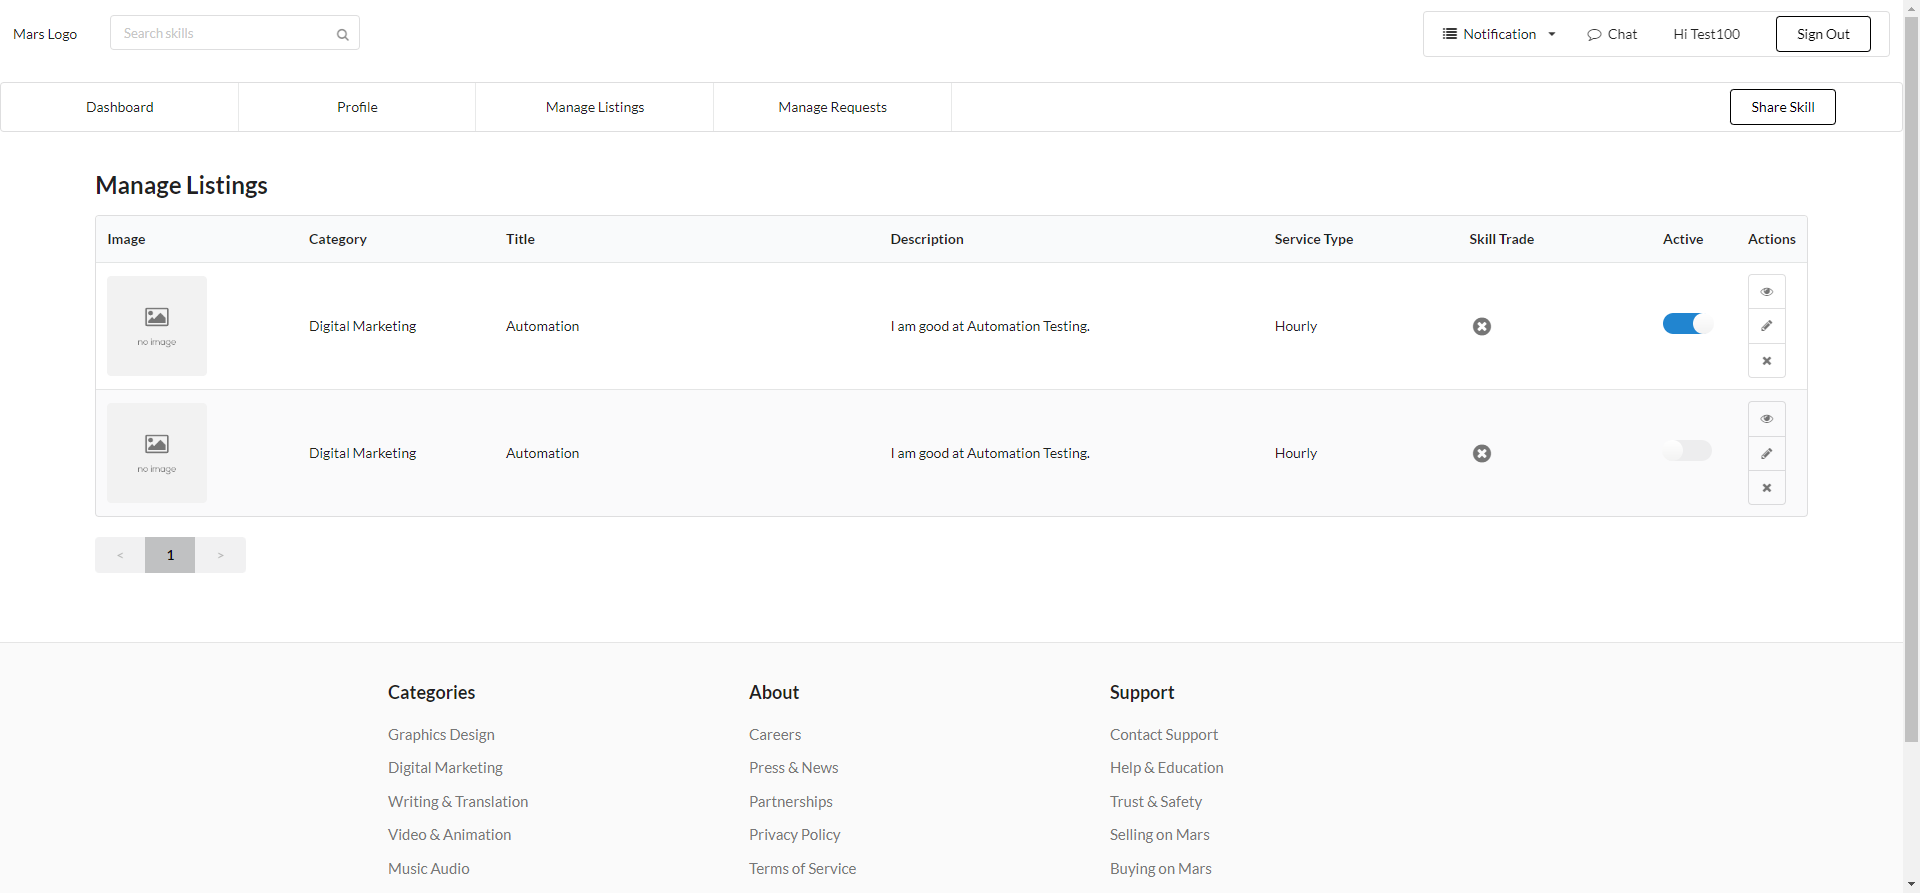 Mars Logo
Search skills
Notification
Chat
Hi Test100
Sign Out
Dashboard
Profile
Manage Listings
Manage Requests
Share Skill
Manage Listings
Image Category Title Description Service Type Skill Trade Active Actions
no image
Digital Marketing Automation I am good at Automation Testing. Hourly
no image
Digital Marketing Automation I am good at Automation Testing. Hourly
< 1 >
Categories
Graphics Design
Digital Marketing
Writing & Translation
Video & Animation
Music Audio
About
Careers
Press & News
Partnerships
Privacy Policy
Terms of Service
Support
Contact Support
Help & Education
Trust & Safety
Selling on Mars
Buying on Mars